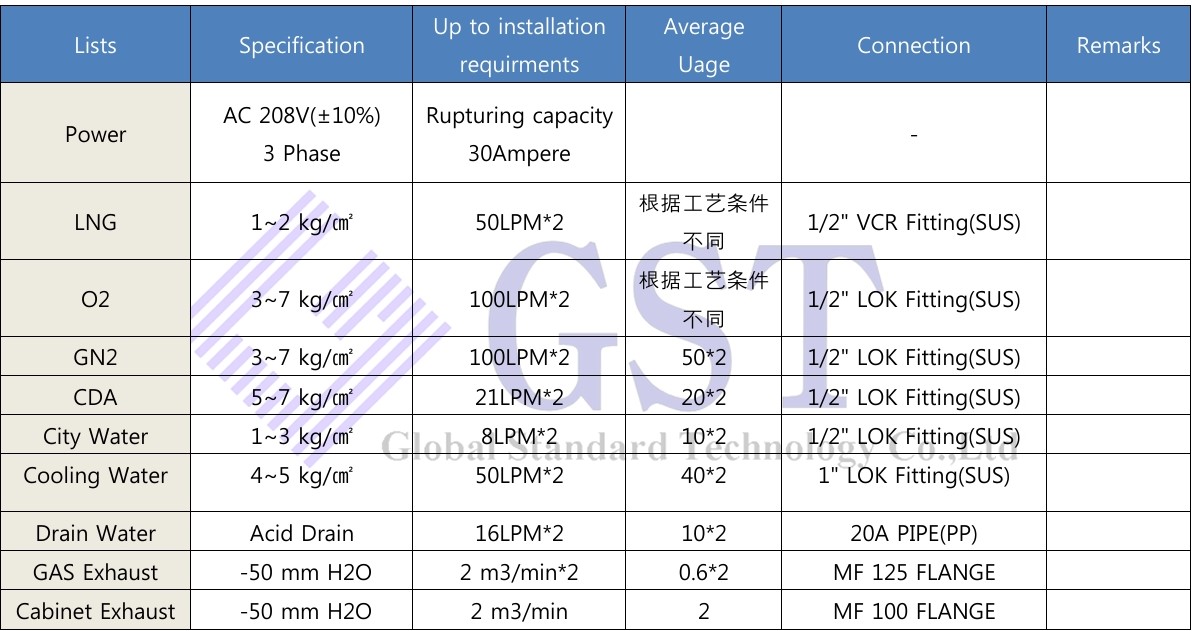 Lists Specification Up to installation requirments Average Uage Connection Remarks
Power AC 208V(±10%) 3 Phase Rupturing capacity 30Ampere -
LNG 1~2 kg/㎠ 50LPM*2 根据工艺条件不同 1/2" VCR Fitting(SUS)
O2 3~7 kg/㎠ 100LPM*2 根据工艺条件不同 1/2" LOK Fitting(SUS)
GN2 3~7 kg/㎠ 100LPM*2 50*2 1/2" LOK Fitting(SUS)
CDA 5~7 kg/㎠ 21LPM*2 20*2 1/2" LOK Fitting(SUS)
City Water 1~3 kg/㎠ 8LPM*2 10*2 1/2" LOK Fitting(SUS)
Cooling Water 4~5 kg/㎠ 50LPM*2 40*2 1" LOK Fitting(SUS)
Drain Water Acid Drain 16LPM*2 10*2 20A PIPE(PP)
GAS Exhaust -50 mm H2O 2 m3/min*2 0.6*2 MF 125 FLANGE
Cabinet Exhaust -50 mm H2O 2 m3/min 2 MF 100 FLANGE
GST
Global Standard Technology Co.,Ltd